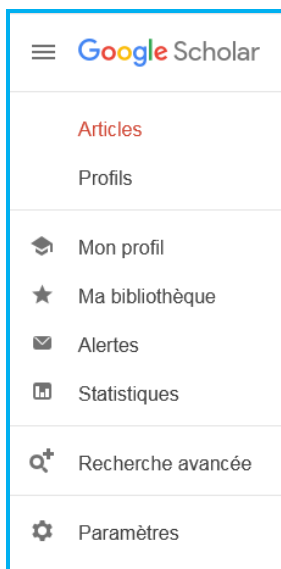 Google Scholar
Articles
Profils
Mon profil
Ma bibliothèque
Alertes
Statistiques
Recherche avancée
Paramètres